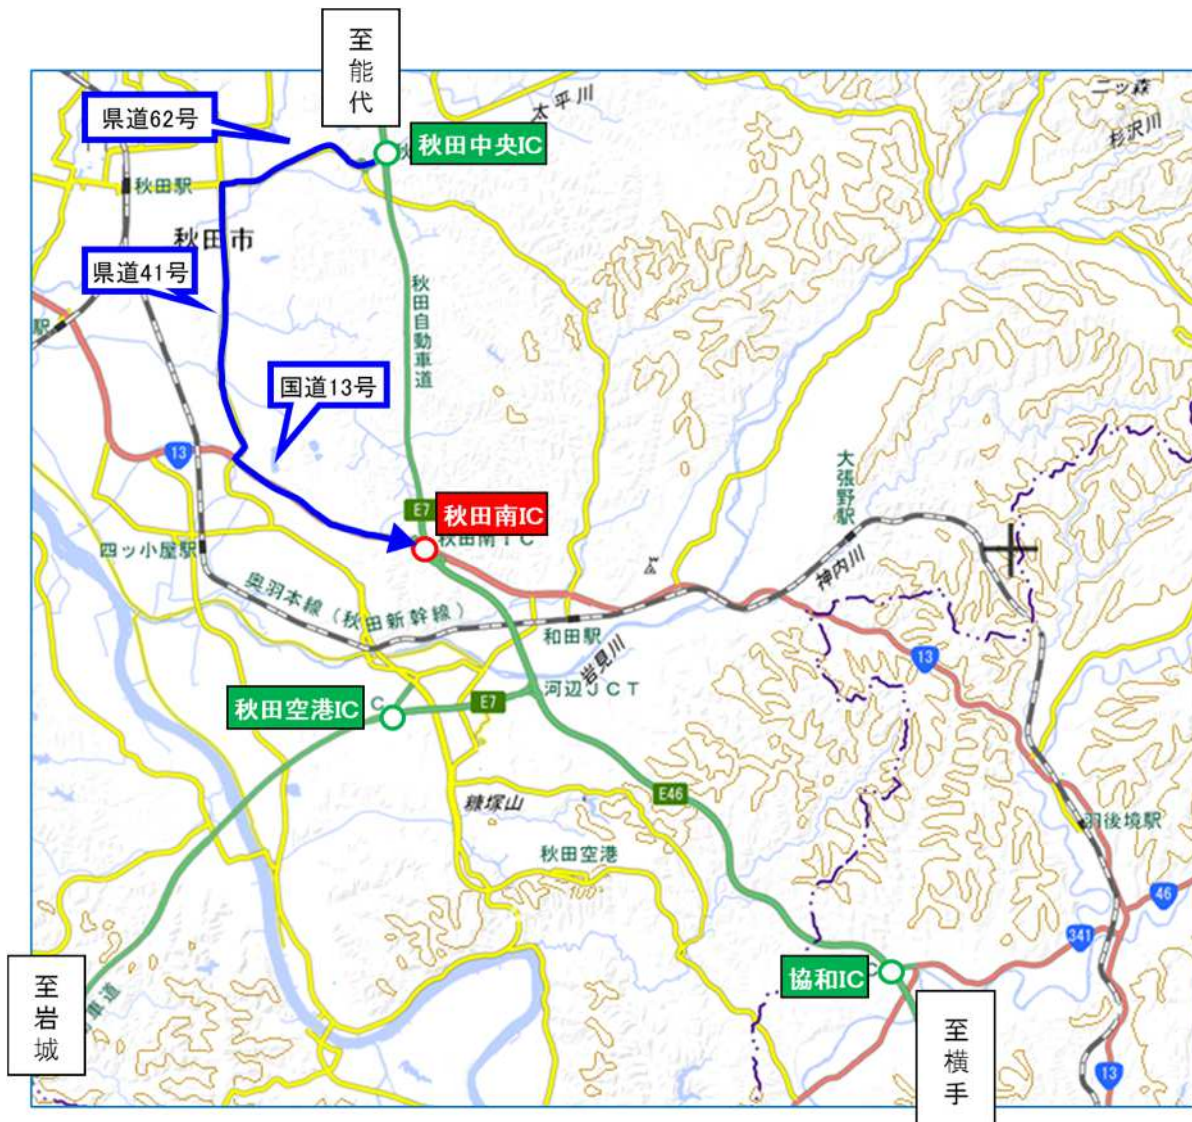 至能代
二ッ森
太平川
県道62号
杉沢川
秋田中央IC
秋田駅
秋田市
県道41号
秋田自動車道
駅
国道13号
13
大張野駅
E7
秋田南IC
秋田南IC
四ツ小屋駅
神内川
奥羽本線(秋田新幹線)
和田駅
岩見川
13
河辺JCT
秋田空港IC
C
E7
E46
糠塚山
羽後境駅
秋田空港
100
46
341
協和IC
C
至岩城
車道
至横手
13